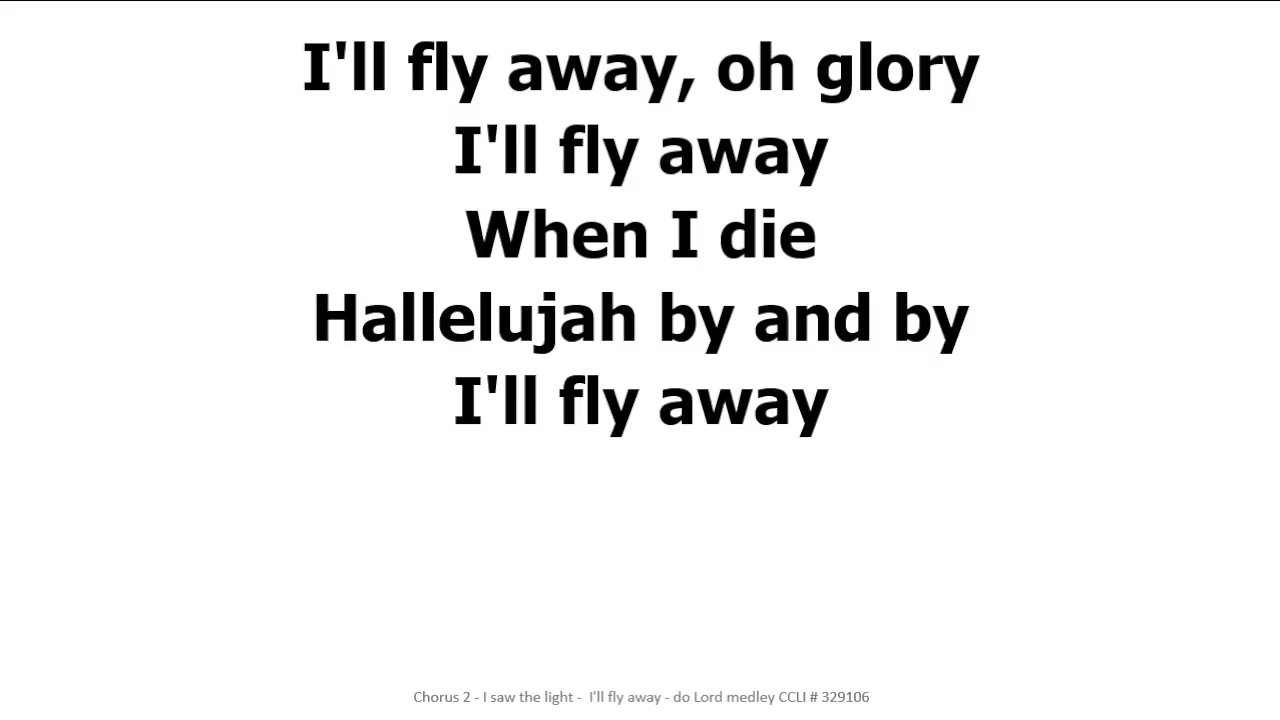 I'll fly away, oh glory
I'll fly away
When I die
Hallelujah by and by
I'll fly away
Chorus 2 - I saw the light -  I'll fly away - do Lord medley CCLI # 329106